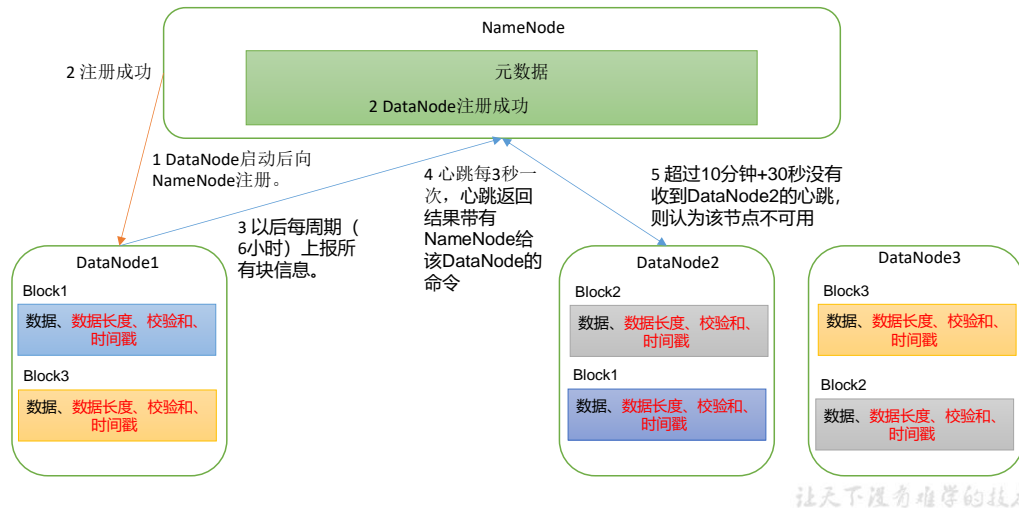 NameNode
元数据
2 DataNode注册成功
2 注册成功
1 DataNode启动后向
NameNode注册。
3 以后每周期（
6小时）上报所
有块信息。
4 心跳每3秒一
次，心跳返回
结果带有
NameNode给
该DataNode的
命令
5 超过10分钟+30秒没有
收到DataNode2的心跳，
则认为该节点不可用
DataNode1
Block1
数据、数据长度、校验和、
时间戳
Block3
数据、数据长度、校验和、
时间戳
DataNode2
Block2
数据、数据长度、校验和、
时间戳
Block1
数据、数据长度、校验和、
时间戳
DataNode3
Block3
数据、数据长度、校验和、
时间戳
Block2
数据、数据长度、校验和、
时间戳
让天下没有难学的技